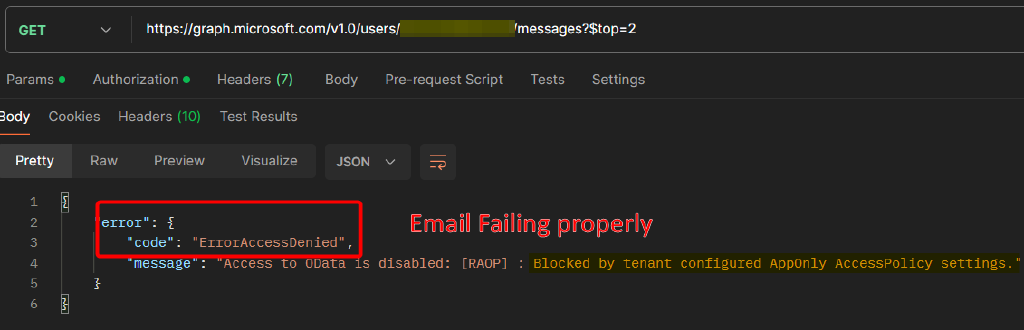 GET https://graph.microsoft.com/v1.0/users/ /messages?$top=2
Params Authorization Headers (7) Body Pre-request Script Tests Settings
Body Cookies Headers (10) Test Results
Pretty Raw Preview Visualize JSON
1 {
2 "error": {
3 "code": "ErrorAccessDenied",
4 "message": "Access to OData is disabled: [RAOP] : Blocked by tenant configured AppOnly AccessPolicy settings."
5 }
6 }
Email Failing properly